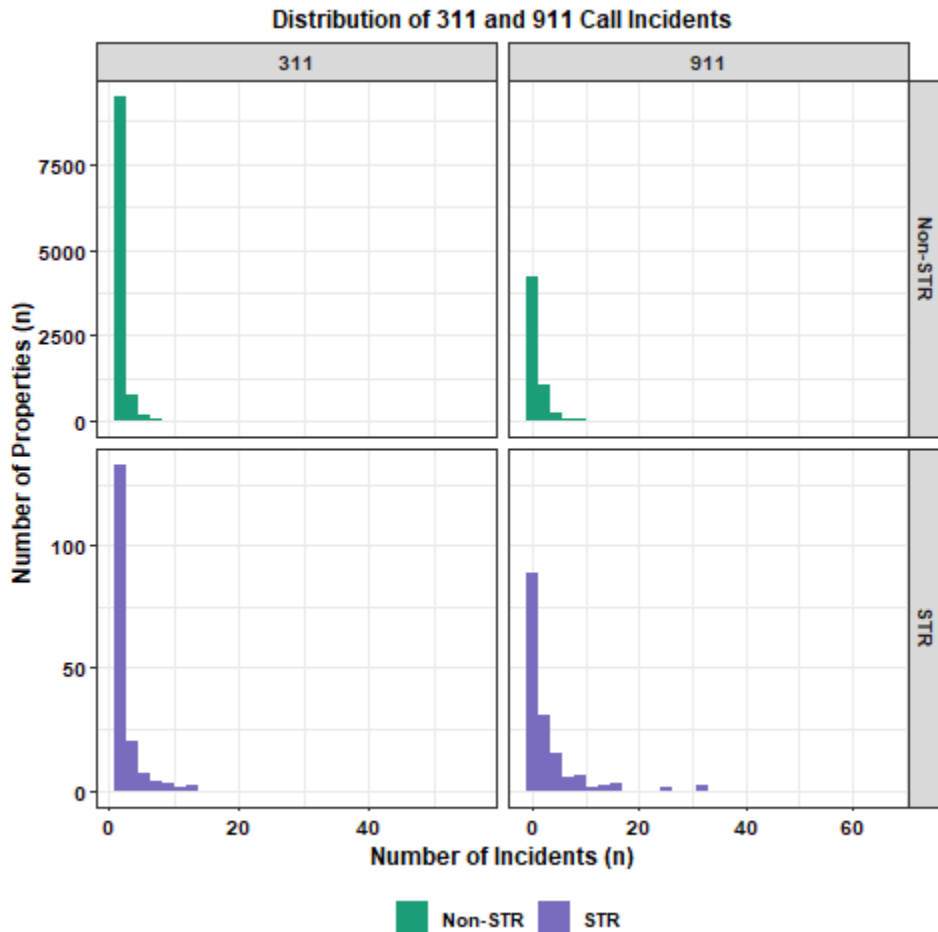 Distribution of 311 and 911 Call Incidents
311
911
Number of Properties (n)
7500
5000
2500
0
Non-STR
100
50
0
STR
0
20
40
0
20
40
60
Number of Incidents (n)
Non-STR
STR